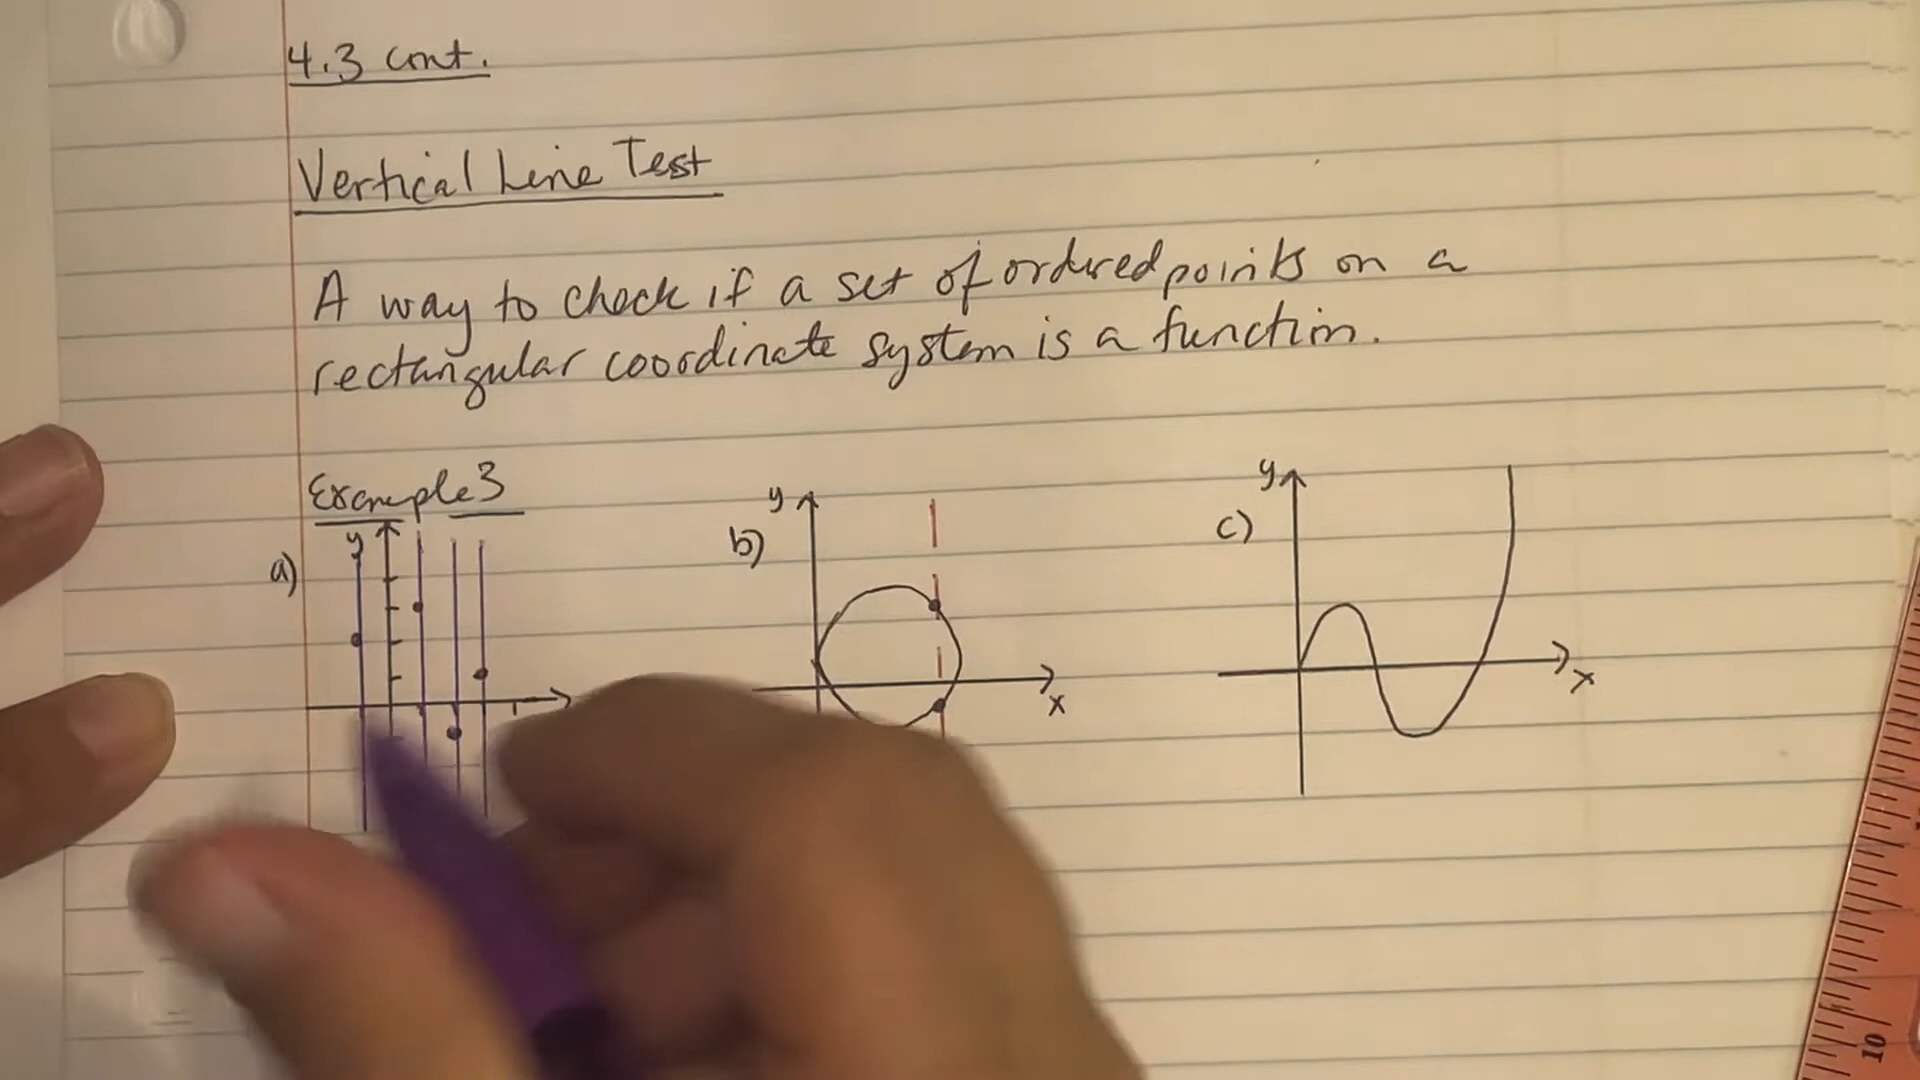 4.3 cont.
Vertical Line Test
A way to check if a set of ordered points on a
rectangular coordinate system is a function.
Example 3
a) y
b) y x
c) y x
10